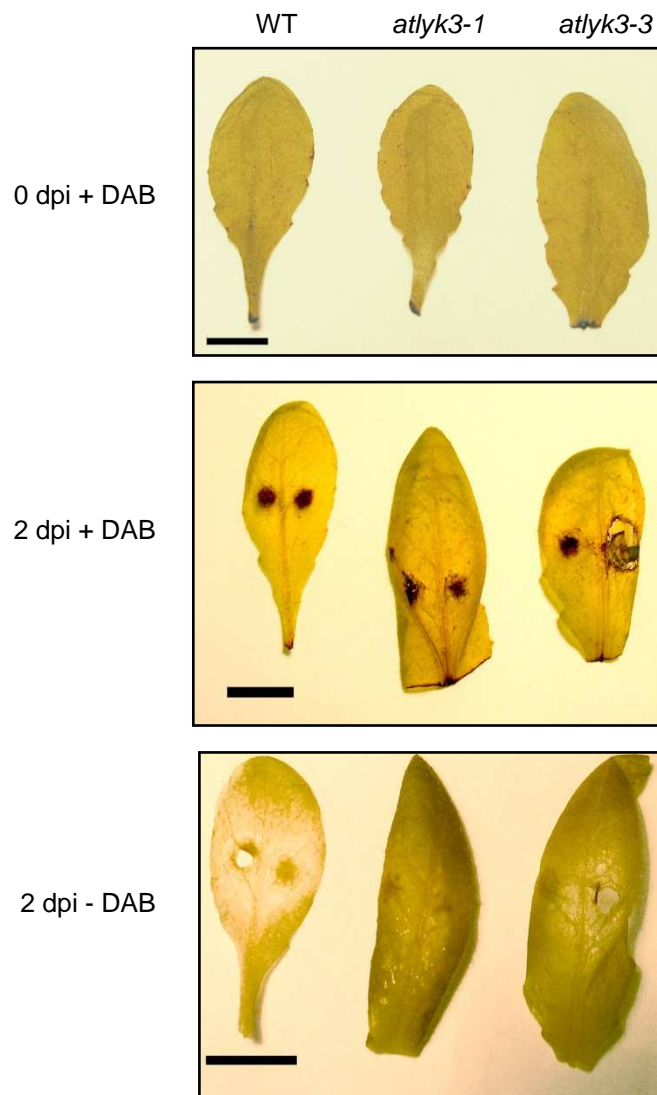 WT atlyk3-1 atlyk3-3
0 dpi + DAB
2 dpi + DAB
2 dpi - DAB